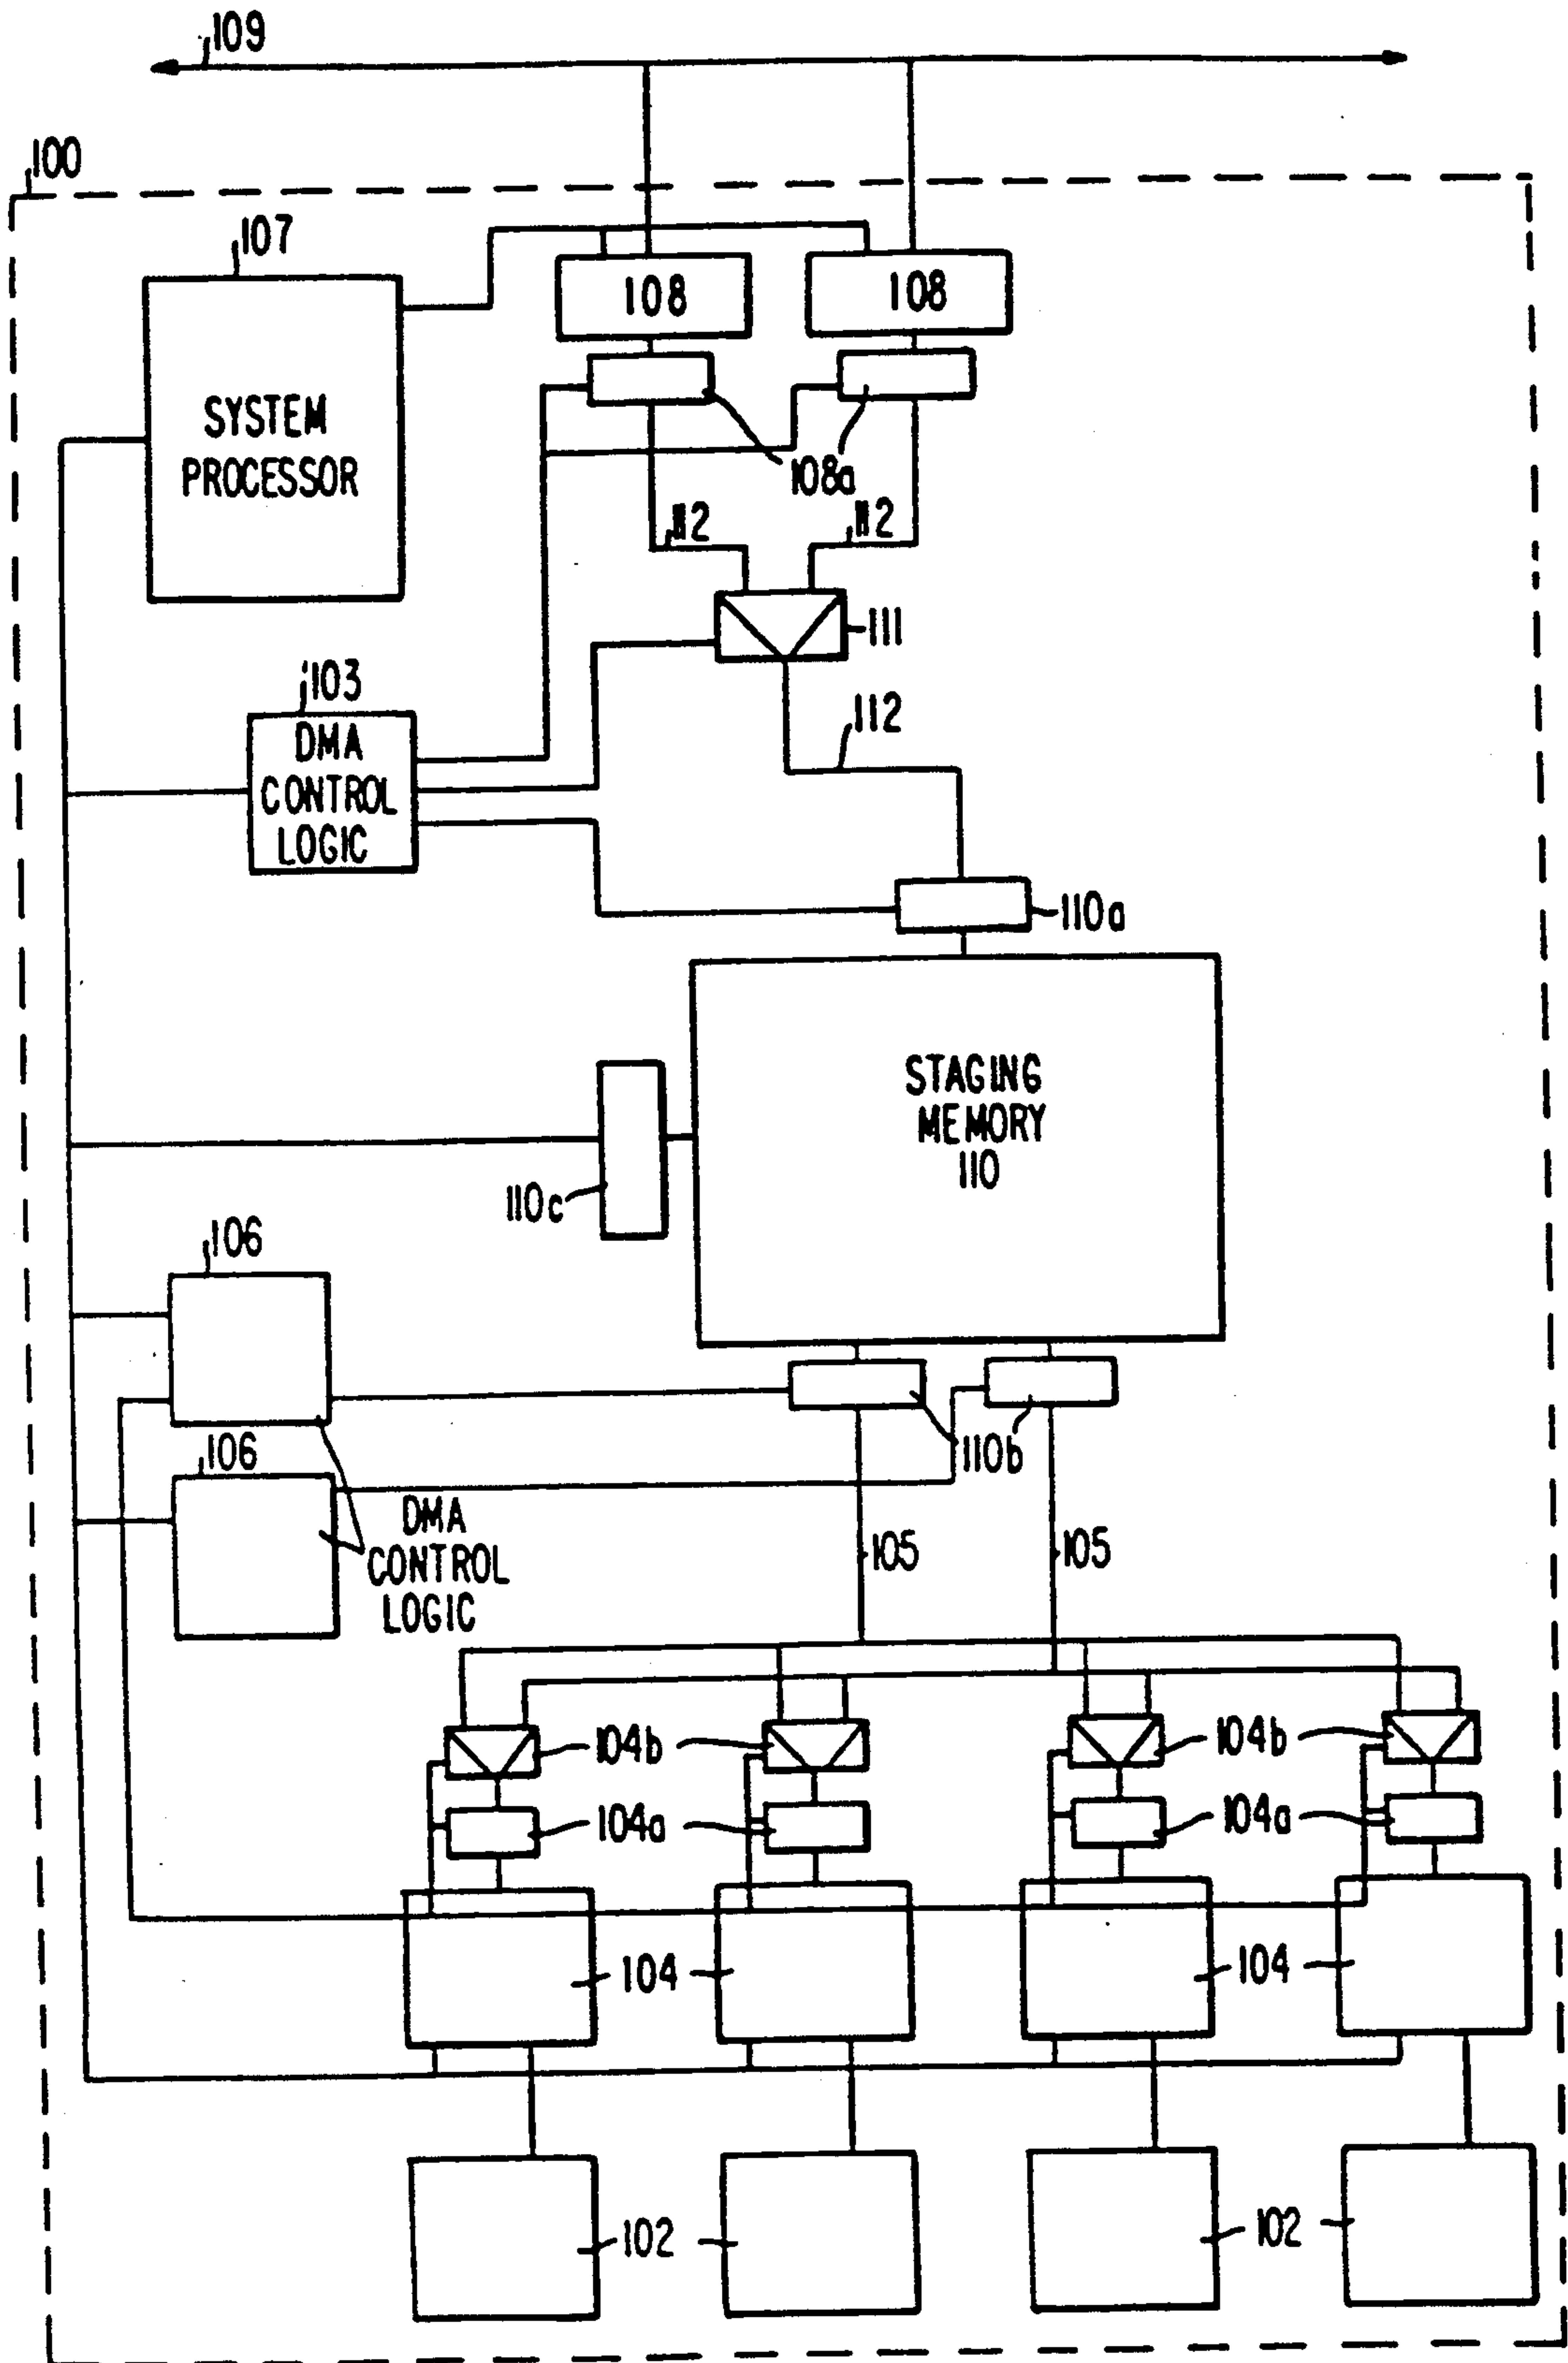 109
100
107
108
108
SYSTEM
PROCESSOR
108a
112
112
111
103
DMA
CONTROL
LOGIC
112
110a
STAGING
MEMORY
110
110c
106
106
110b
DMA
CONTROL
LOGIC
105
105
104b
104b
104a
104a
104
104
102
102